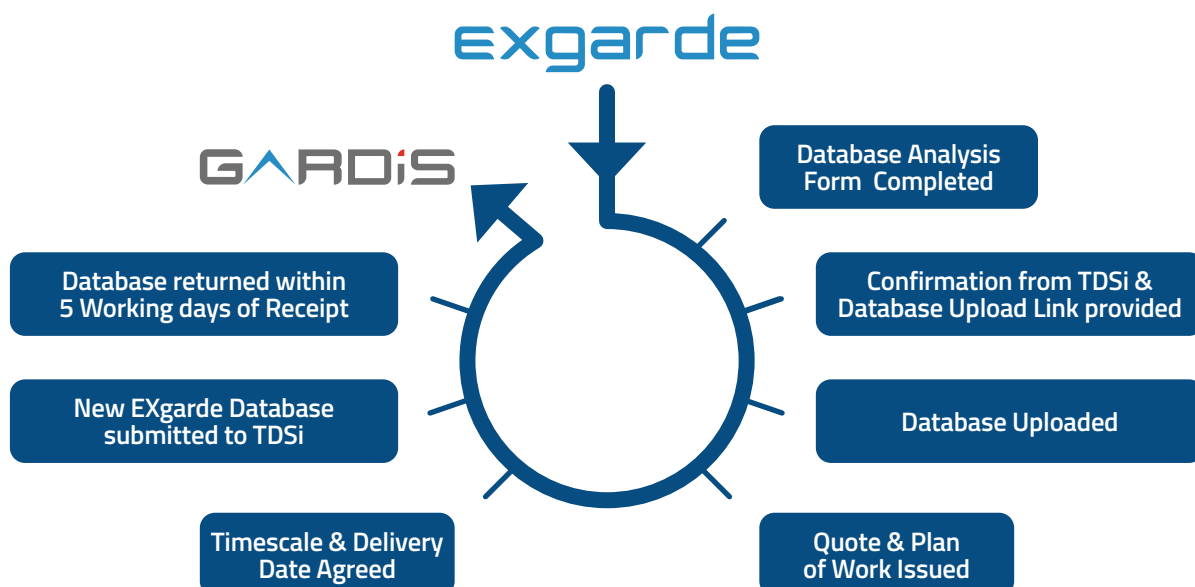 exgarde
GARDiS
Database Analysis
Form Completed
Confirmation from TDSi &
Database Upload Link provided
Database Uploaded
Quote & Plan
of Work Issued
Timescale & Delivery
Date Agreed
New EXgarde Database
submitted to TDSi
Database returned within
5 Working days of Receipt